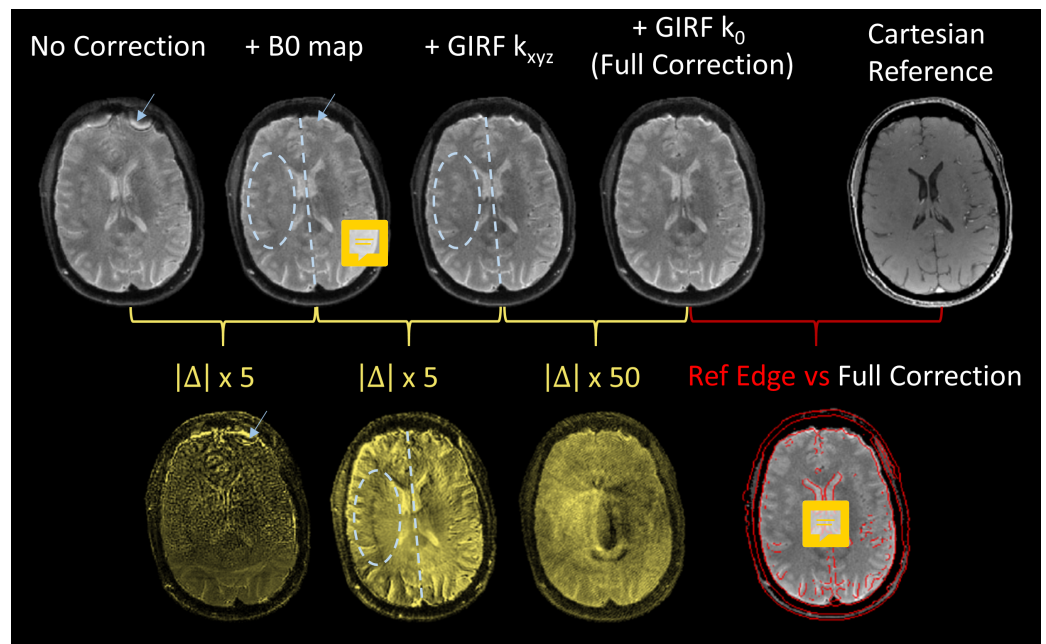 No Correction
+ B0 map
+ GIRF kxyz
+ GIRF k0
(Full Correction)
Cartesian
Reference
|Δ| x 5
|Δ| x 5
|Δ| x 50
Ref Edge vs Full Correction